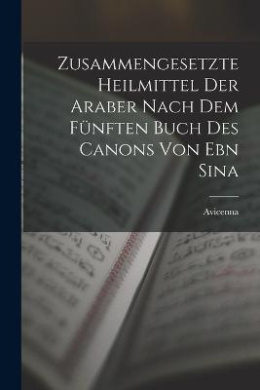 Zusammengesetzte
Heilmittel Der
Araber Nach Dem
Fünften Buch Des
Canons Von Ebn
Sina
Avicenna